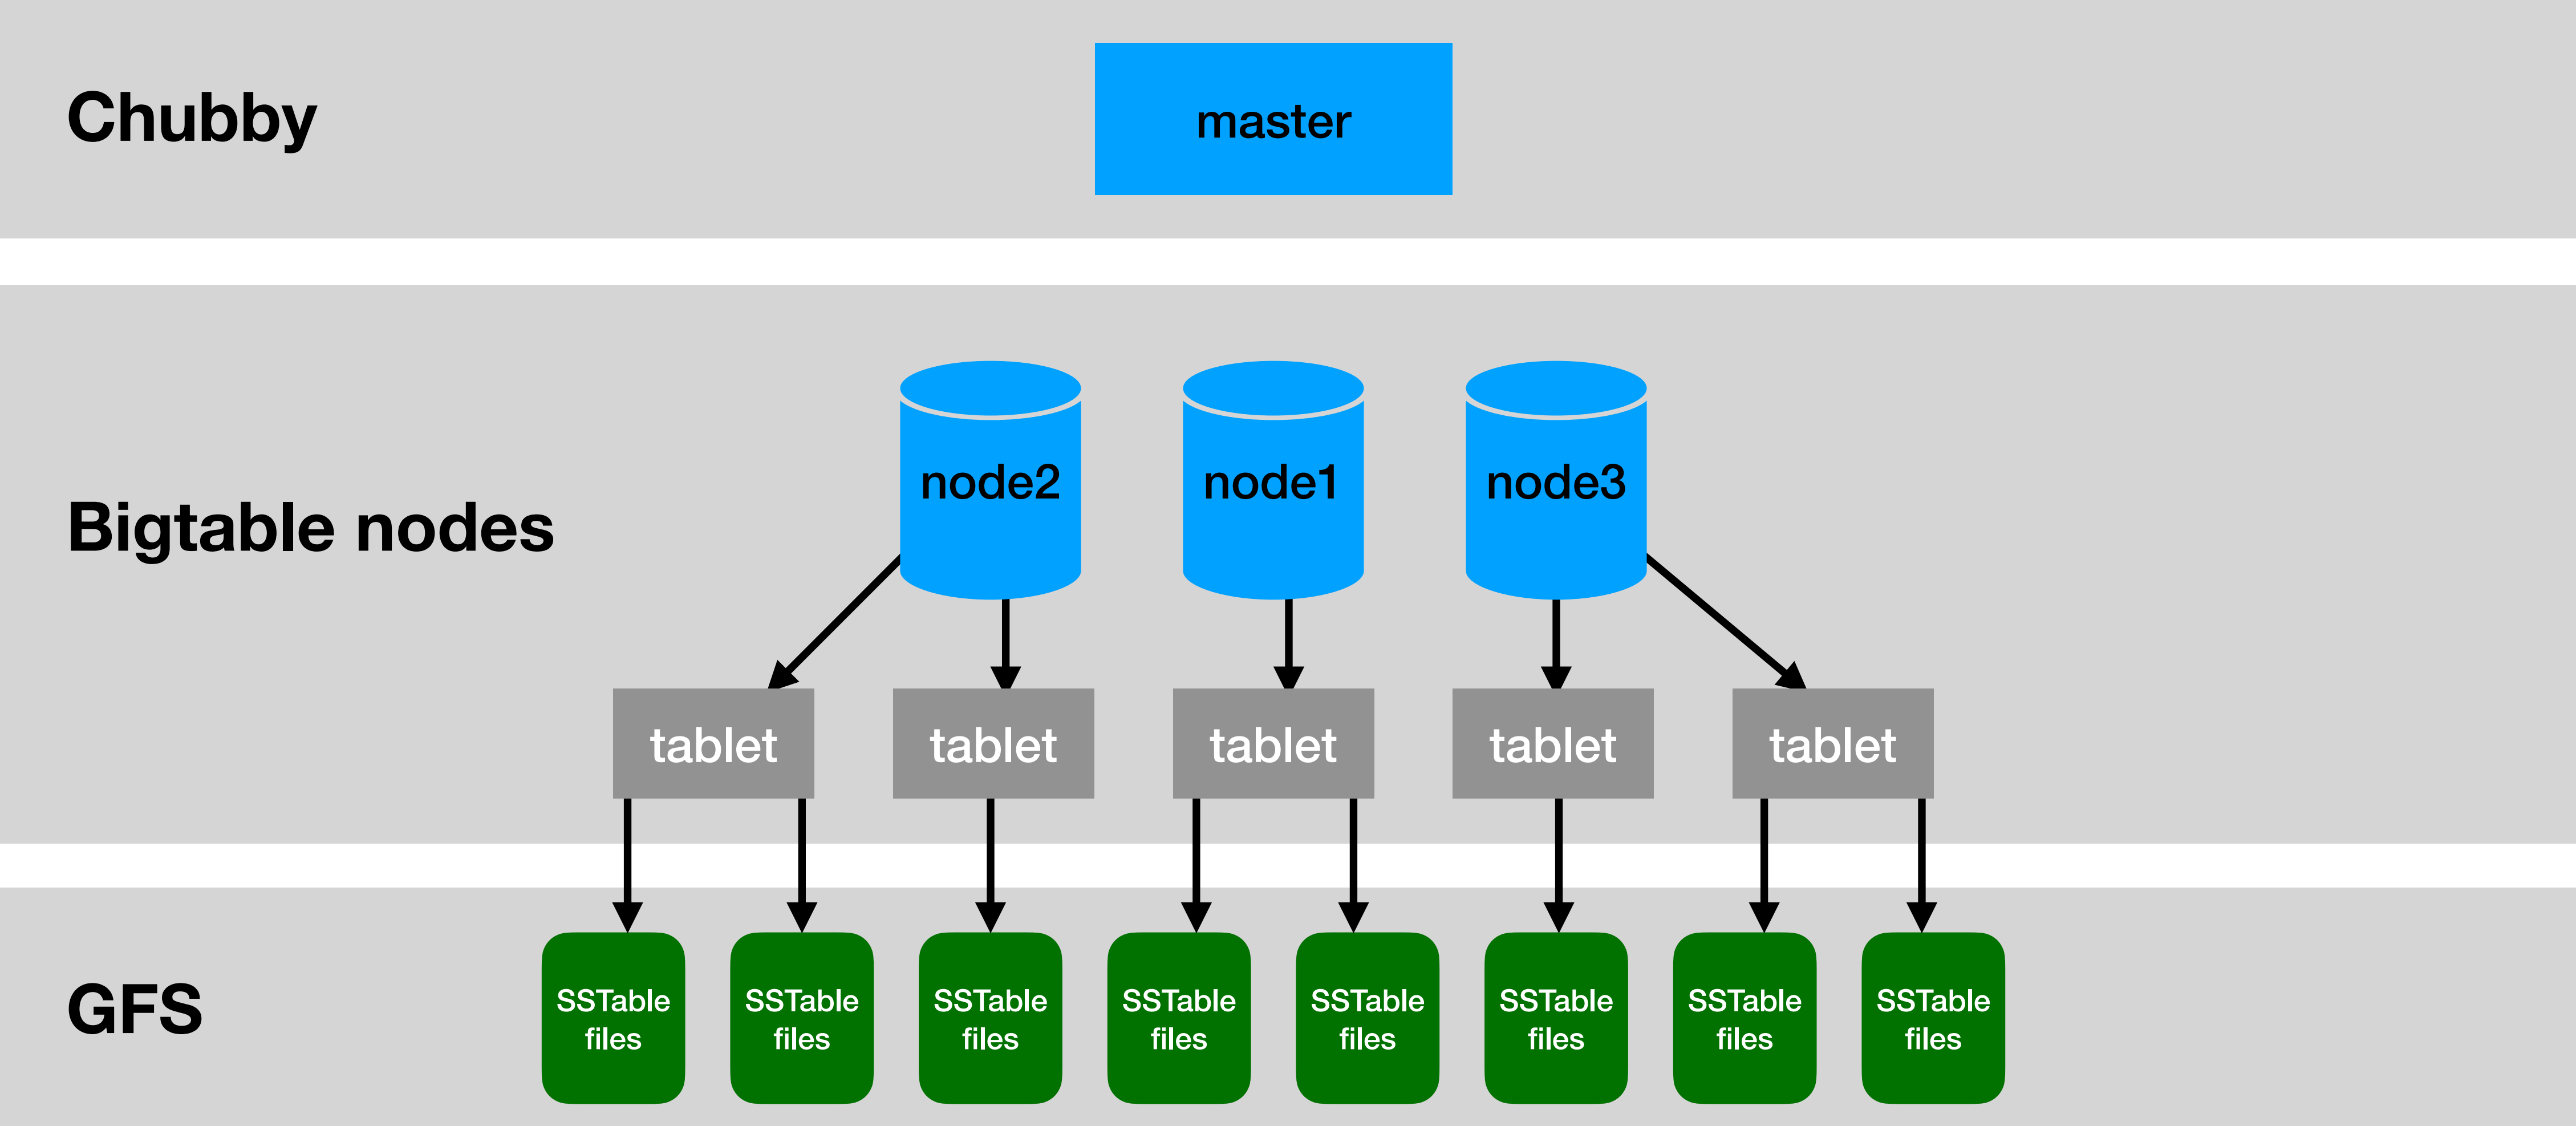 Chubby
master
Bigtable nodes
node2
node1
node3
tablet
tablet
tablet
tablet
tablet
GFS
SSTable
files
SSTable
files
SSTable
files
SSTable
files
SSTable
files
SSTable
files
SSTable
files
SSTable
files